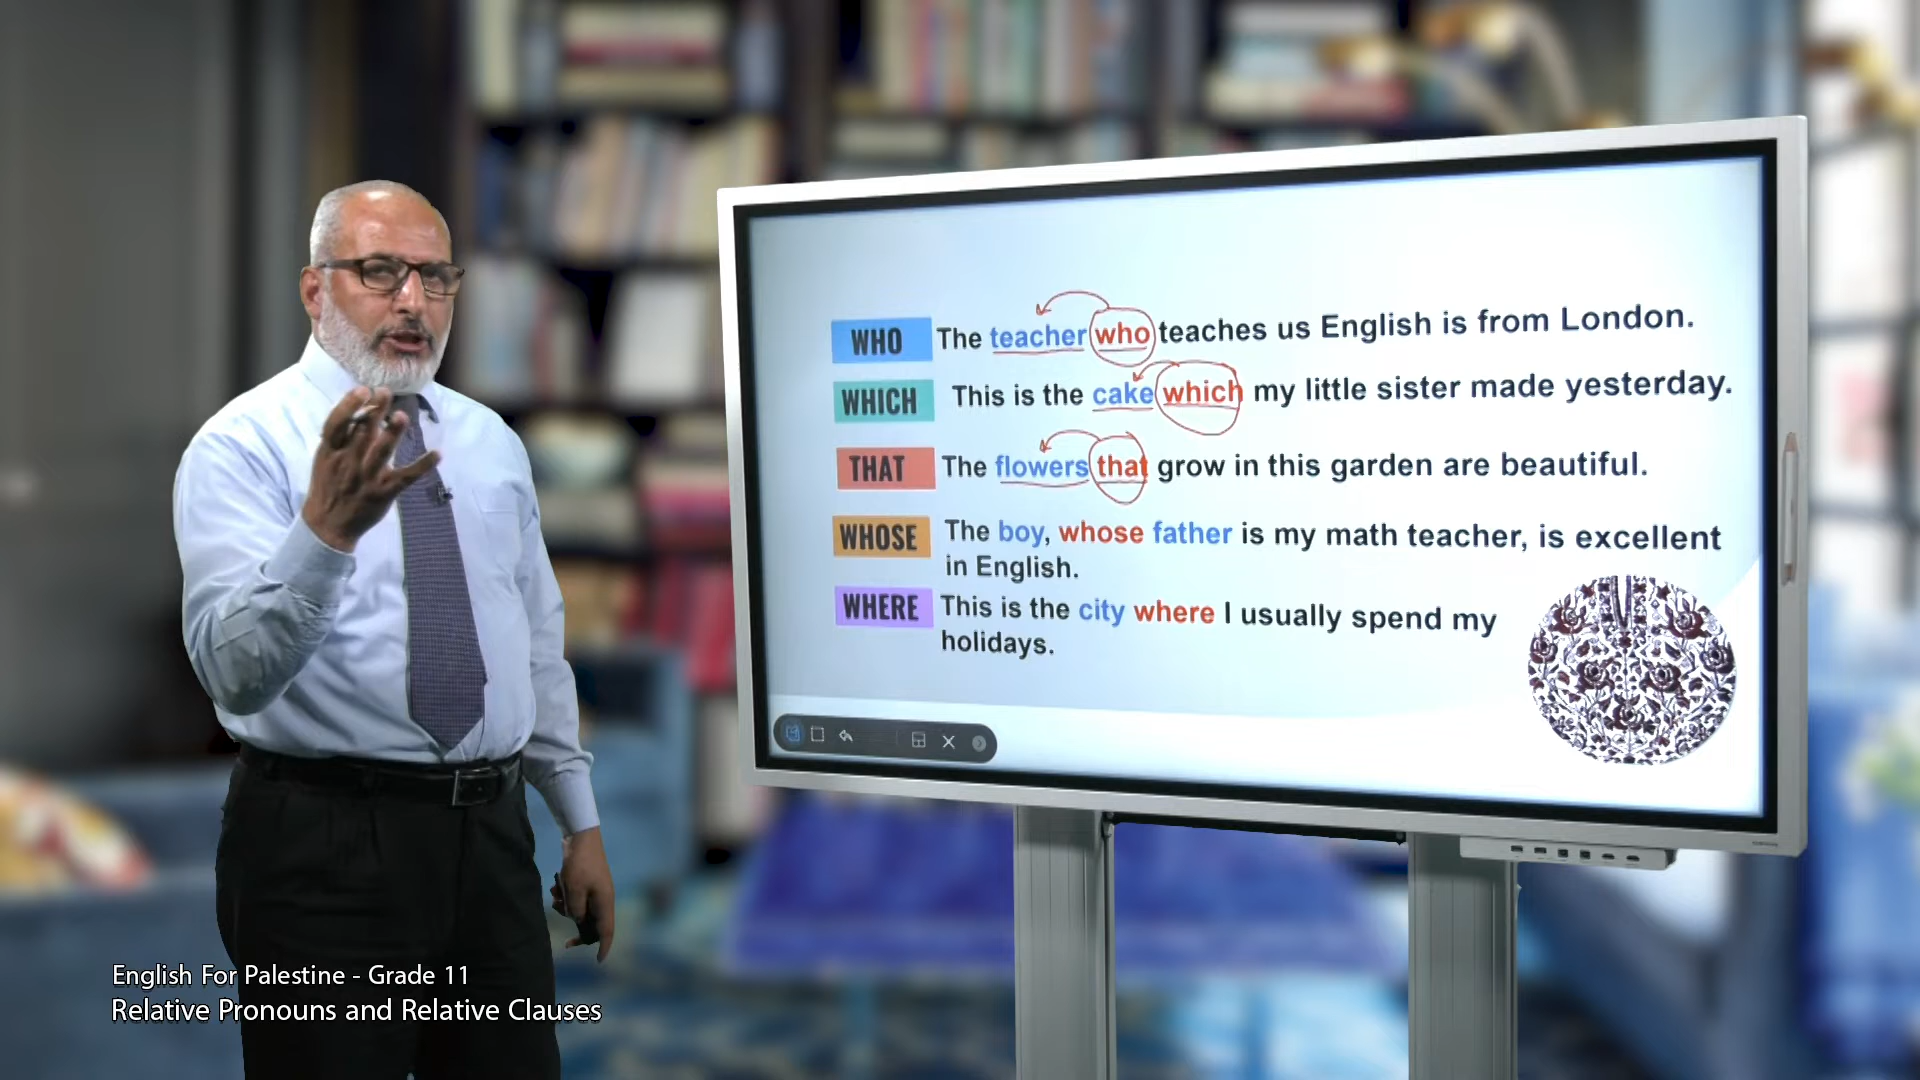 WHO The teacher who teaches us English is from London.
WHICH This is the cake which my little sister made yesterday.
THAT The flowers that grow in this garden are beautiful.
WHOSE The boy, whose father is my math teacher, is excellent
in English.
WHERE This is the city where I usually spend my
holidays.
English For Palestine - Grade 11
Relative Pronouns and Relative Clauses